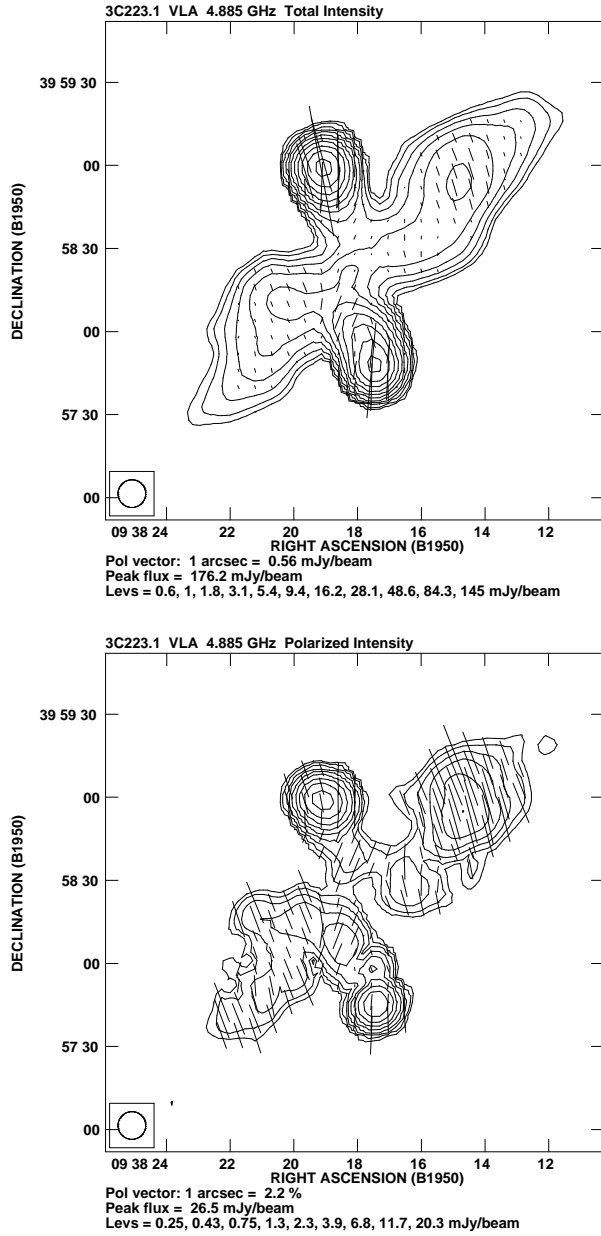 3C223.1 VLA 4.885 GHz Total Intensity
DECLINATION (B1950)
39 59 30
00
58 30
00
57 30
00
09 38 24 22 20 18 16 14 12
RIGHT ASCENSION (B1950)
Pol vector: 1 arcsec = 0.56 mJy/beam
Peak flux = 176.2 mJy/beam
Levs = 0.6, 1, 1.8, 3.1, 5.4, 9.4, 16.2, 28.1, 48.6, 84.3, 145 mJy/beam
3C223.1 VLA 4.885 GHz Polarized Intensity
DECLINATION (B1950)
39 59 30
00
58 30
00
57 30
00
09 38 24 22 20 18 16 14 12
RIGHT ASCENSION (B1950)
Pol vector: 1 arcsec = 2.2 %
Peak flux = 26.5 mJy/beam
Levs = 0.25, 0.43, 0.75, 1.3, 2.3, 3.9, 6.8, 11.7, 20.3 mJy/beam